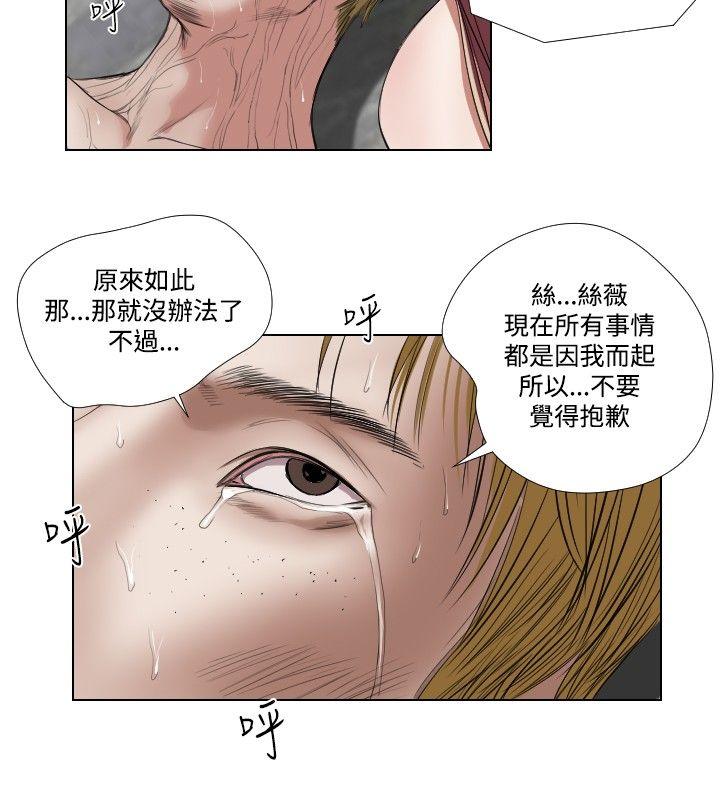 呼
原來如此
那...那就沒辦法了
不過...
呼
絲...絲薇
現在所有事情
都是因我而起
所以...不要
覺得抱歉
呼
呼